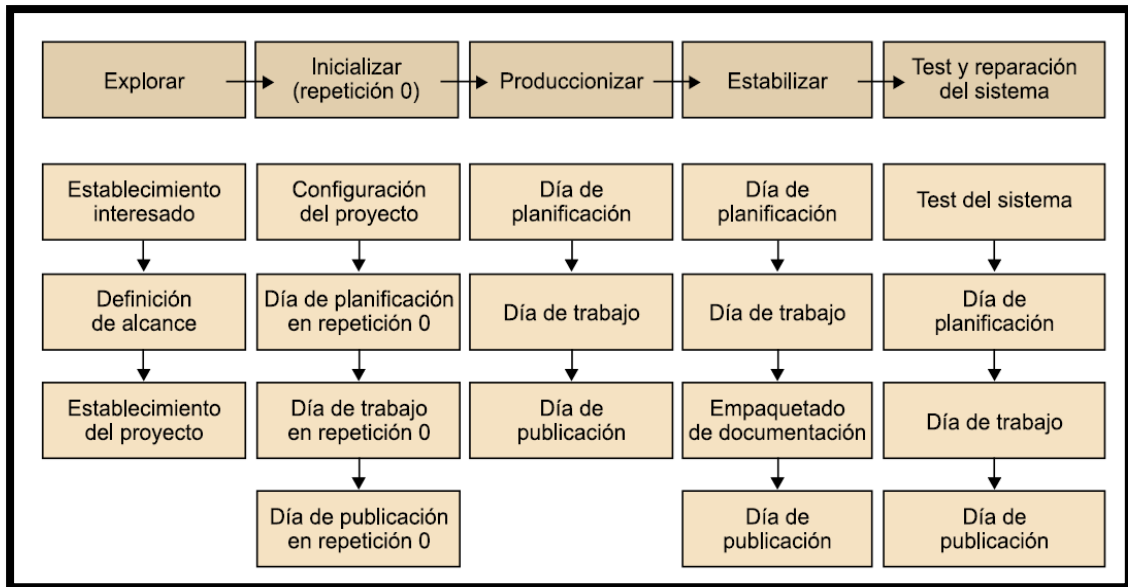 Explorar
Inicializar
(repetición 0)
Produccionizar
Estabilizar
Test y reparación
del sistema
Establecimiento
interesado
Definición
de alcance
Establecimiento
del proyecto
Configuración
del proyecto
Día de planificación
en repetición 0
Día de trabajo
en repetición 0
Día de publicación
en repetición 0
Día de
planificación
Día de trabajo
Día de
publicación
Día de
planificación
Día de trabajo
Empaquetado
de documentación
Día de
publicación
Test del sistema
Día de
planificación
Día de trabajo
Día de
publicación